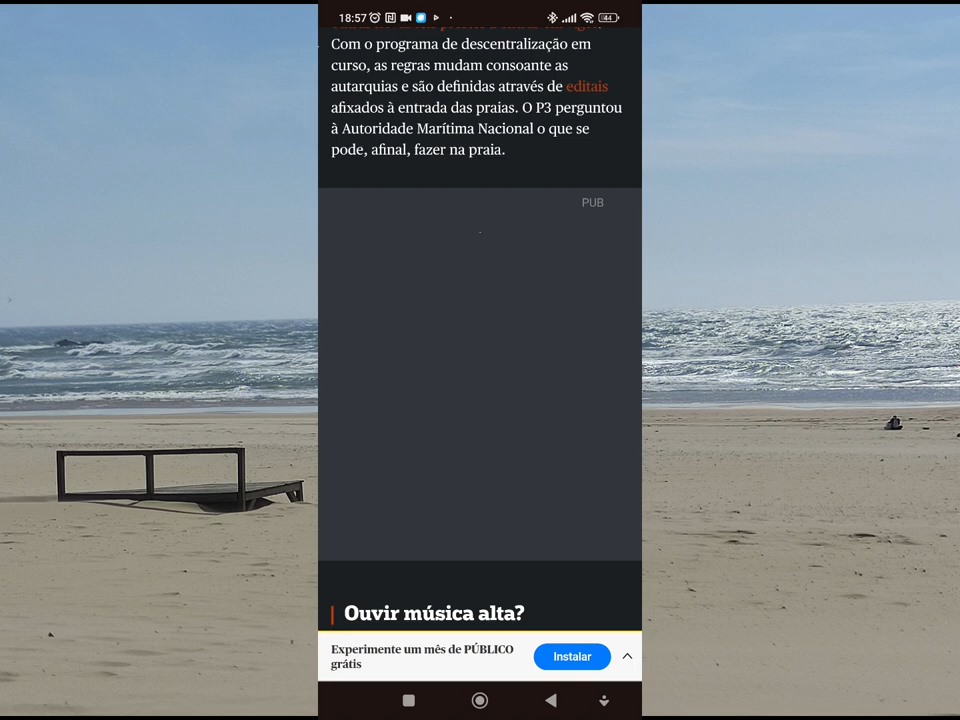 18:57
44
Com o programa de descentralização em
curso, as regras mudam consoante as
autarquias e são definidas através de editais
afixados à entrada das praias. O P3 perguntou
à Autoridade Marítima Nacional o que se
pode, afinal, fazer na praia.
PUB
Ouvir música alta?
Experimente um mês de PÚBLICO
grátis
Instalar